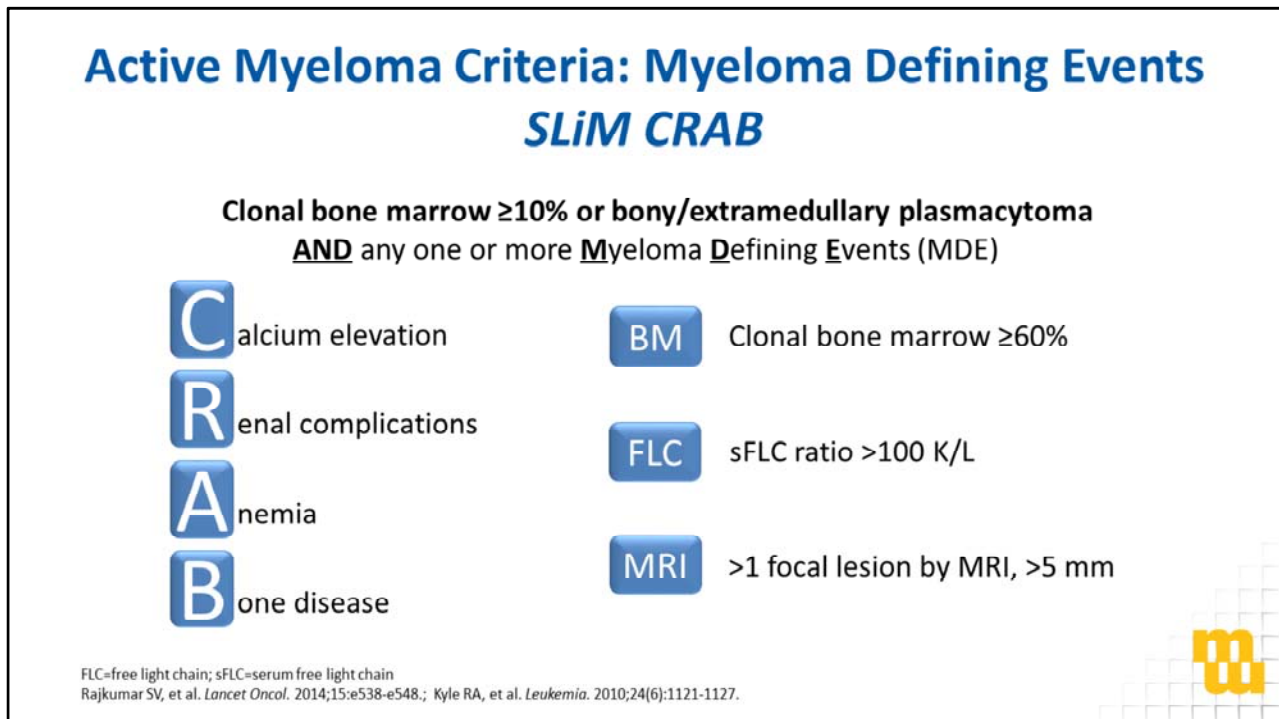 Active Myeloma Criteria: Myeloma Defining Events
SLiM CRAB
Clonal bone marrow ≥10% or bony/extramedullary plasmacytoma
AND any one or more Myeloma Defining Events (MDE)
Calcium elevation
Renal complications
Anemia
Bone disease
BM Clonal bone marrow ≥60%
FLC sFLC ratio >100 K/L
MRI >1 focal lesion by MRI, >5 mm
FLC=free light chain; sFLC=serum free light chain
Rajkumar SV, et al. Lancet Oncol. 2014;15:e538-e548.; Kyle RA, et al. Leukemia. 2010;24(6):1121-1127.